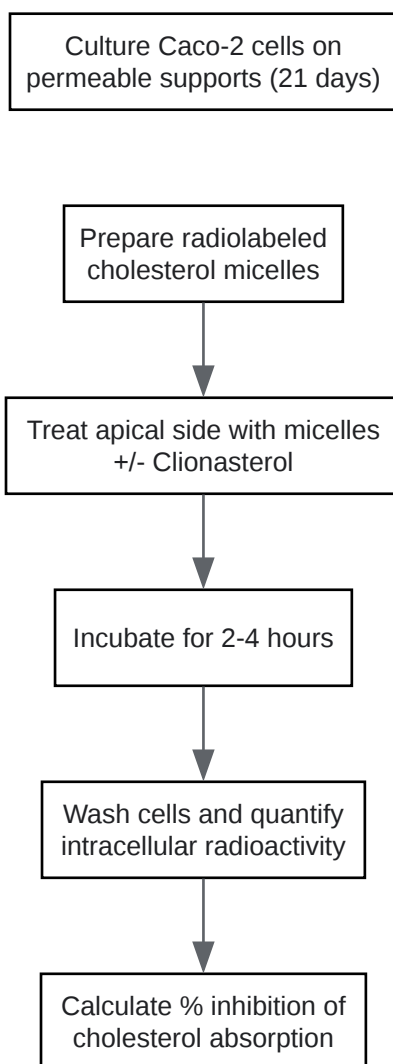 Culture Caco-2 cells on
permeable supports (21 days)
Prepare radiolabeled
cholesterol micelles
Treat apical side with micelles
+/- Clionasterol
Incubate for 2-4 hours
Wash cells and quantify
intracellular radioactivity
Calculate % inhibition of
cholesterol absorption